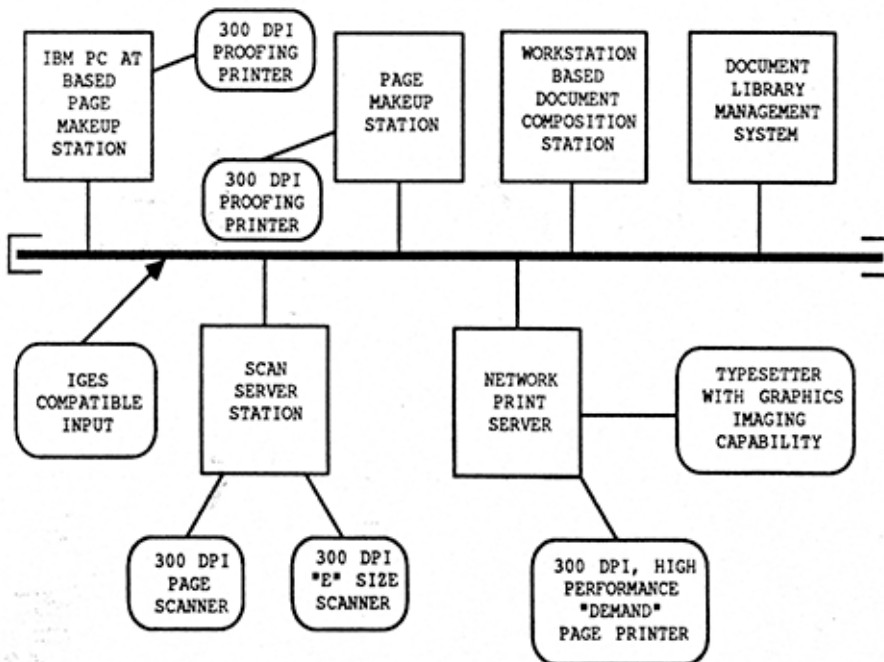 IBM PC AT
BASED
PAGE
MAKEUP
STATION
300 DPI
PROOFING
PRINTER
300 DPI
PROOFING
PRINTER
PAGE
MAKEUP
STATION
WORKSTATION
BASED
DOCUMENT
COMPOSITION
STATION
DOCUMENT
LIBRARY
MANAGEMENT
SYSTEM
IGES
COMPATIBLE
INPUT
SCAN
SERVER
STATION
NETWORK
PRINT
SERVER
TYPESETTER
WITH GRAPHICS
IMAGING
CAPABILITY
300 DPI
PAGE
SCANNER
300 DPI
"E" SIZE
SCANNER
300 DPI, HIGH
PERFORMANCE
"DEMAND"
PAGE PRINTER